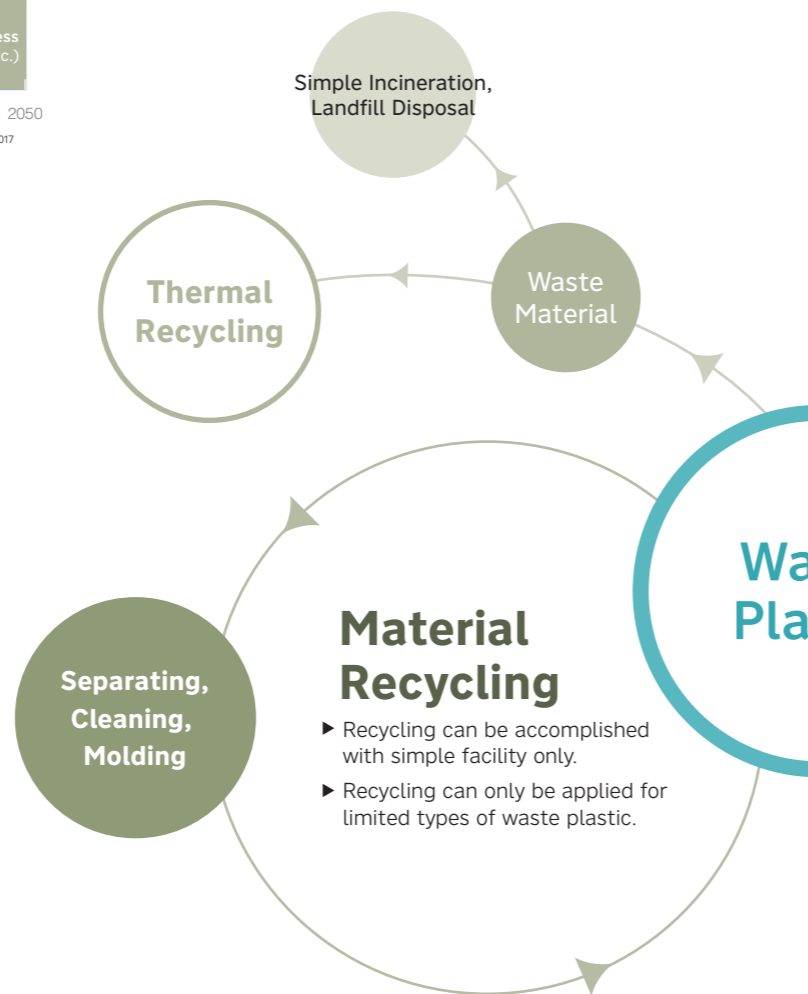 2050
Simple Incineration,
Landfill Disposal
Thermal
Recycling
Waste
Material
Material
Recycling
▶ Recycling can be accomplished
with simple facility only.
▶ Recycling can only be applied for
limited types of waste plastic.
Separating,
Cleaning,
Molding